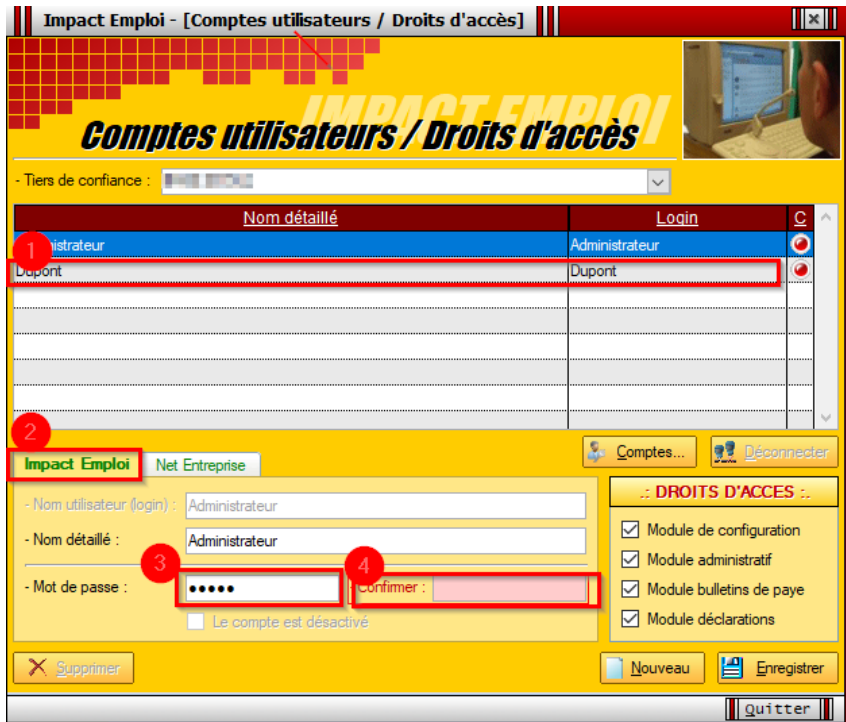 Impact Emploi - [Comptes utilisateurs / Droits d'accès]
IMPACT EMPLOI
Comptes utilisateurs / Droits d'accès
- Tiers de confiance :
Nom détaillé Login C
1
istrateur Administrateur
Dupont Dupont
2
Impact Emploi Net Entreprise Comptes... Déconnecter
.: DROITS D'ACCES :.
- Nom utilisateur (login) : Administrateur
Module de configuration
- Nom détaillé : Administrateur
Module administratif
3 4
- Mot de passe : ●●●●● Confirmer :
Module bulletins de paye
Le compte est désactivé
Module déclarations
Supprimer Nouveau Enregistrer
Quitter